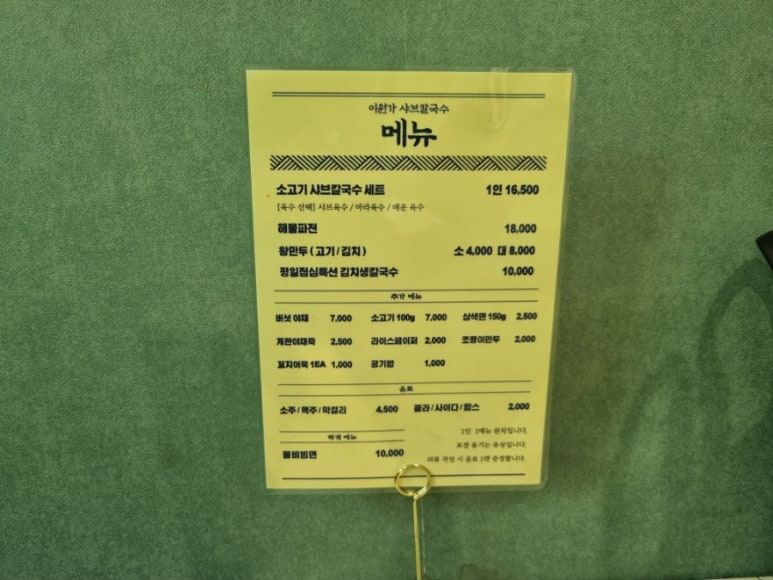 이원가 샤브칼국수
메뉴
소고기 샤브칼국수 세트 1인 16,500
[육수 선택] 샤브육수 / 바라육수 / 매운 육수
해물파전 18,000
왕만두 ( 고기 / 김치 ) 소 4,000 대 8,000
평일점심특선 김치생칼국수 10,000
추가 메뉴
버섯 야채 7,000 소고기 100g 7,000 삼색면 150g 2,500
계란야채죽 2,500 라이스페이퍼 2,000 조랭이만두 2,000
꼬지어묵 1EA 1,000 공기밥 1,000
음료
소주 / 맥주 / 막걸리 4,500 콜라 / 사이다 / 탐스 2,000
하계 메뉴
물비빔면 10,000
1인 1메뉴 원칙입니다.
포장 용기는 유상입니다.
리뷰 작성 시 음료 1캔 증정합니다.